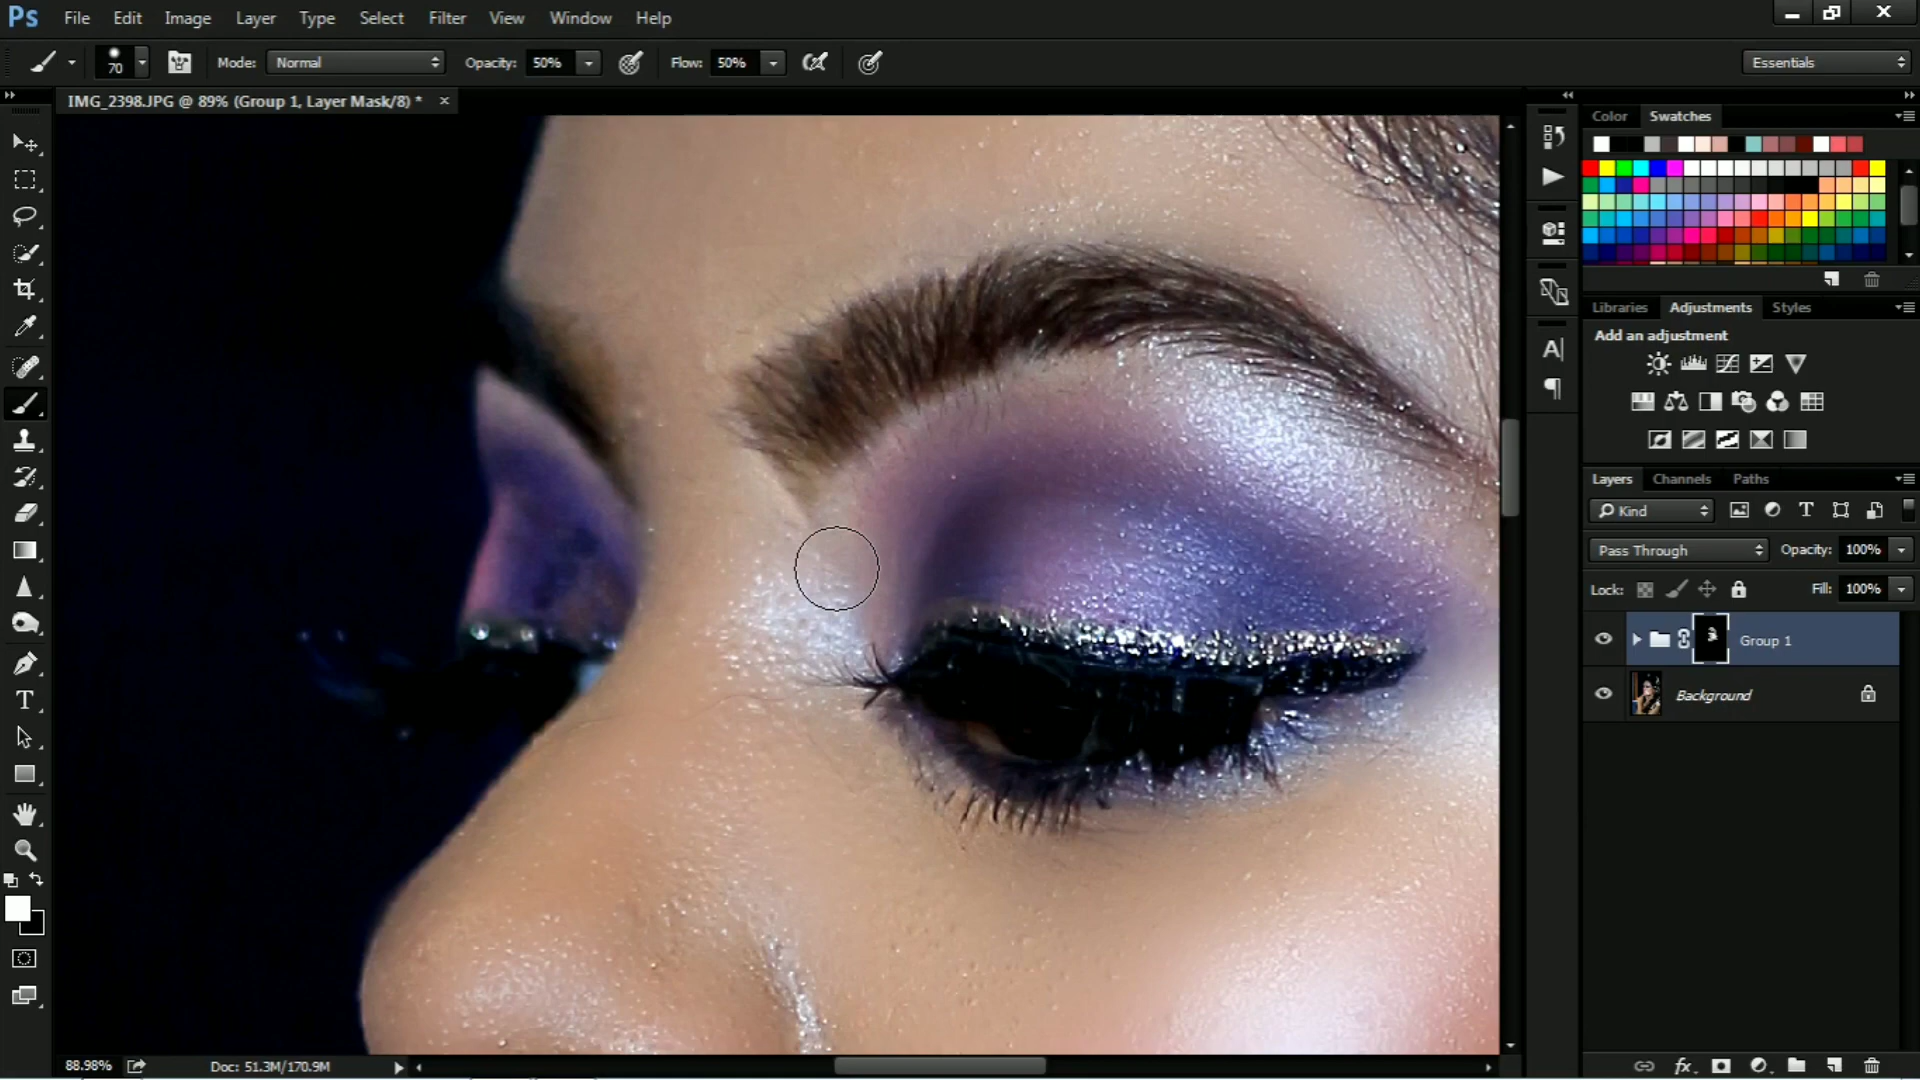 Ps File Edit Image Layer Type Select Filter View Window Help
70 Mode: Normal Opacity: 50% Flow: 50% Essentials
IMG_2398.JPG @ 89% (Group 1, Layer Mask/8) * ×
Color Swatches
Libraries Adjustments Styles
Add an adjustment
Layers Channels Paths
Kind
Pass Through Opacity: 100%
Lock: Fill: 100%
Group 1
Background
88.98% Doc: 51.3M/170.9M